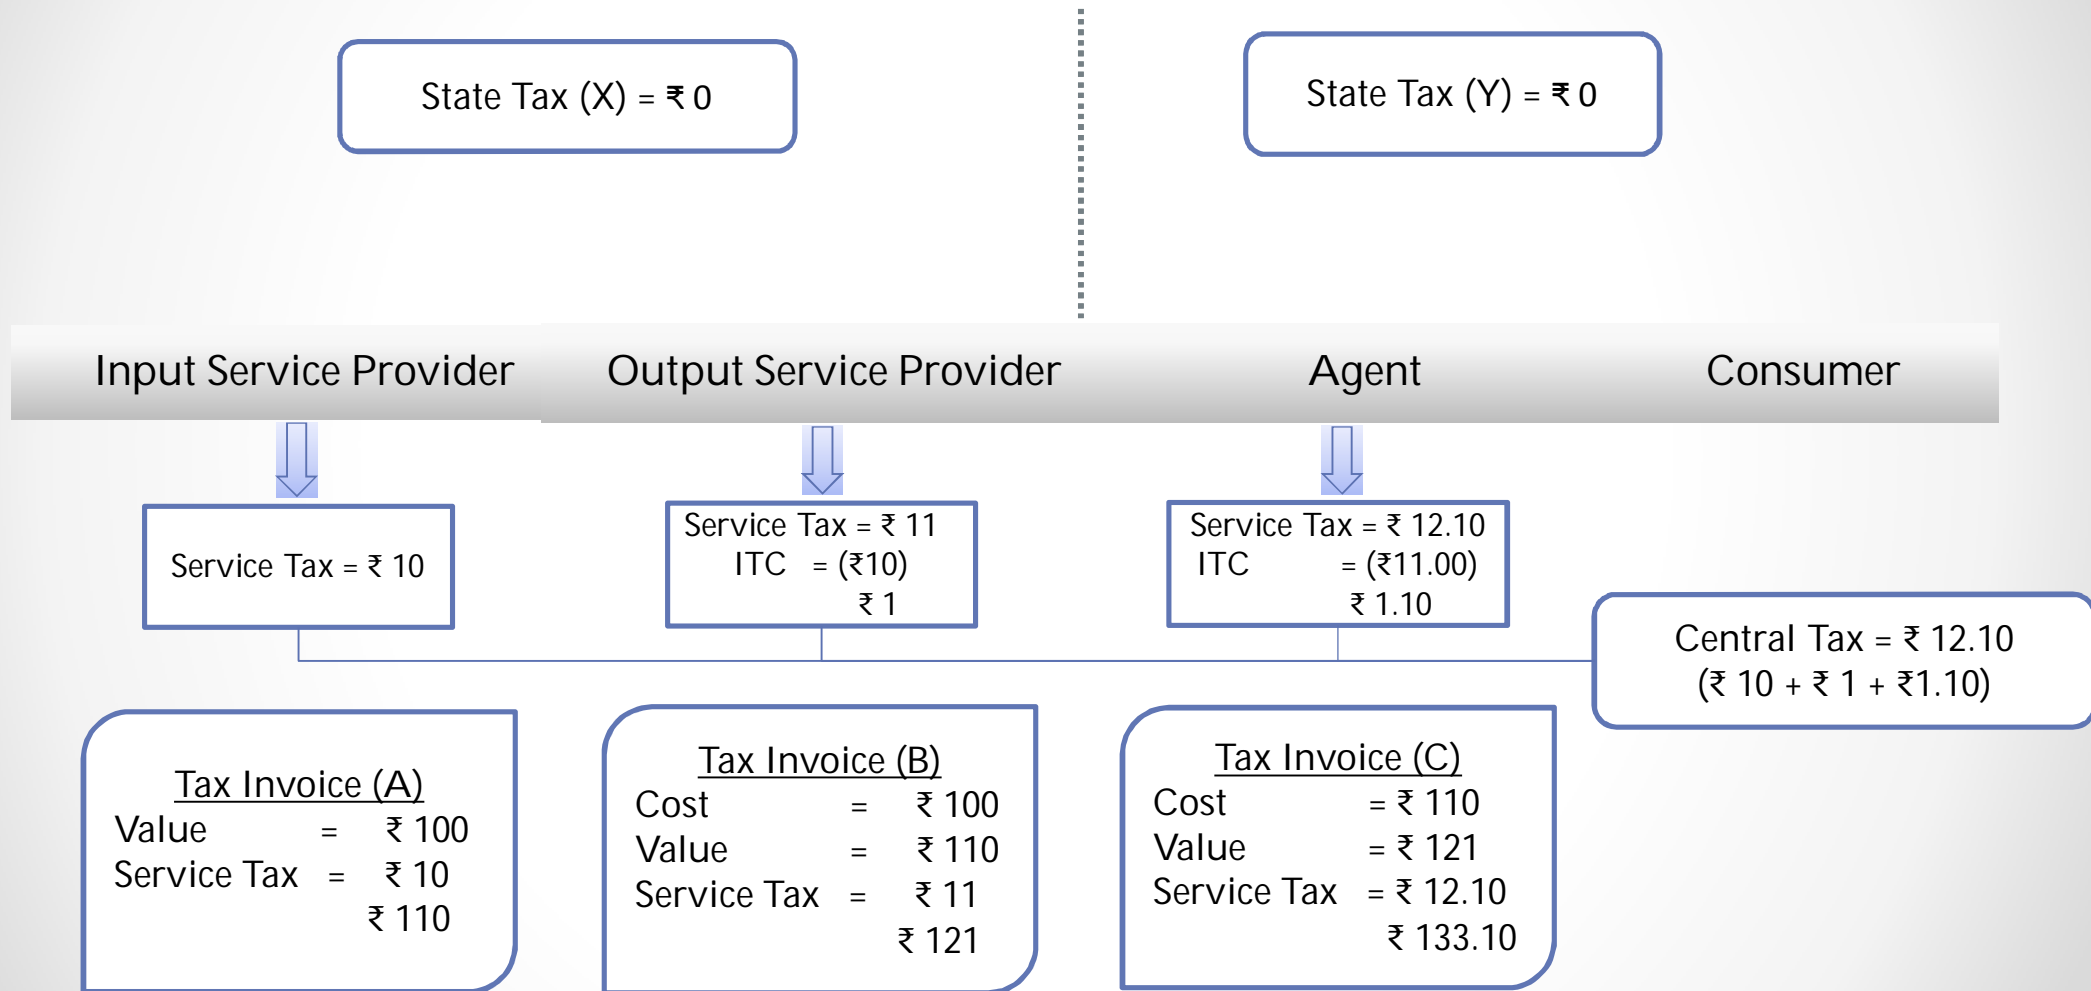 State Tax (X) = ₹ 0
State Tax (Y) = ₹ 0
Input Service Provider
Output Service Provider
Agent
Consumer
Service Tax = ₹ 10
Service Tax = ₹ 11
ITC = (₹10)
₹ 1
Service Tax = ₹ 12.10
ITC = (₹11.00)
₹ 1.10
Central Tax = ₹ 12.10
(₹ 10 + ₹ 1 + ₹1.10)
Tax Invoice (A)
Value = ₹ 100
Service Tax = ₹ 10
₹ 110
Tax Invoice (B)
Cost = ₹ 100
Value = ₹ 110
Service Tax = ₹ 11
₹ 121
Tax Invoice (C)
Cost = ₹ 110
Value = ₹ 121
Service Tax = ₹ 12.10
₹ 133.10